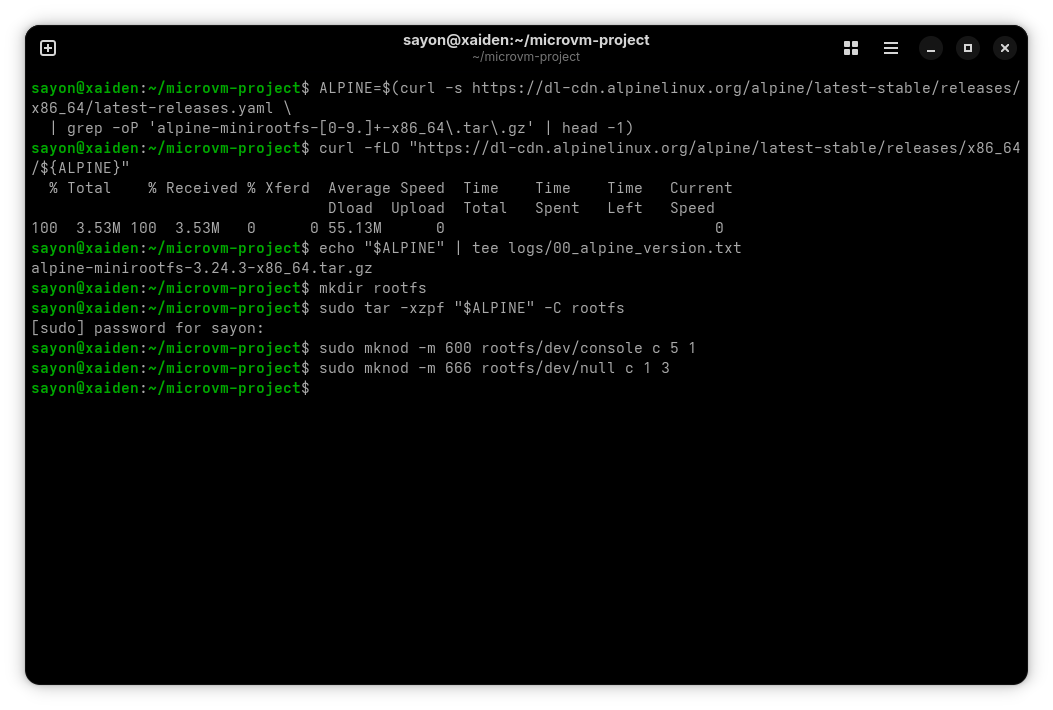 sayon@xaiden:~/microvm-project
~/microvm-project
sayon@xaiden:~/microvm-project$ ALPINE=$(curl -s https://dl-cdn.alpinelinux.org/alpine/latest-stable/releases/
x86_64/latest-releases.yaml \
  | grep -oP 'alpine-minirootfs-[0-9.]+-x86_64\.tar\.gz' | head -1)
sayon@xaiden:~/microvm-project$ curl -fLO "https://dl-cdn.alpinelinux.org/alpine/latest-stable/releases/x86_64
/${ALPINE}"
  % Total    % Received % Xferd  Average Speed  Time    Time    Time   Current
                                 Dload  Upload  Total   Spent   Left   Speed
100  3.53M 100  3.53M   0      0 55.13M      0                              0
sayon@xaiden:~/microvm-project$ echo "$ALPINE" | tee logs/00_alpine_version.txt
alpine-minirootfs-3.24.3-x86_64.tar.gz
sayon@xaiden:~/microvm-project$ mkdir rootfs
sayon@xaiden:~/microvm-project$ sudo tar -xzpf "$ALPINE" -C rootfs
[sudo] password for sayon:
sayon@xaiden:~/microvm-project$ sudo mknod -m 600 rootfs/dev/console c 5 1
sayon@xaiden:~/microvm-project$ sudo mknod -m 666 rootfs/dev/null c 1 3
sayon@xaiden:~/microvm-project$